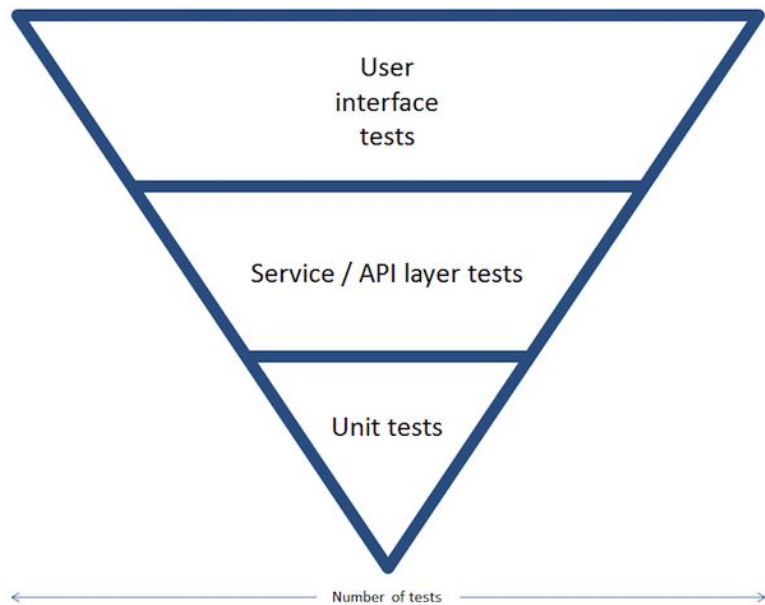 User
interface
tests
Service / API layer tests
Unit tests
Number of tests